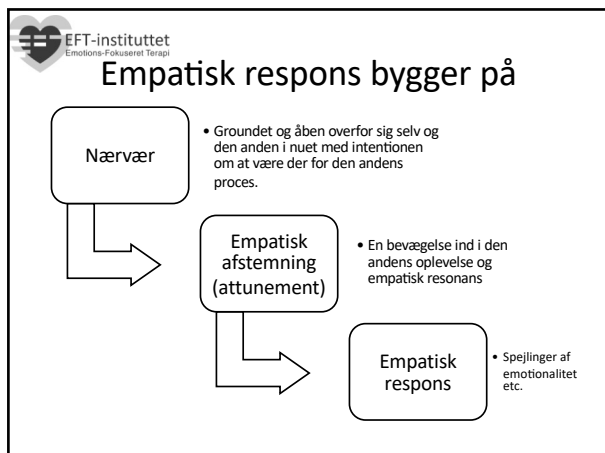 EFT-instituttet
Emotions-Fokuseret Terapi
Empatisk respons bygger på
Nærvær
• Groundet og åben overfor sig selv og
den anden i nuet med intentionen
om at være der for den andens
proces.
Empatisk
afstemning
(attunement)
• En bevægelse ind i den
andens oplevelse og
empatisk resonans
Empatisk
respons
• Spejlinger af
emotionalitet
etc.